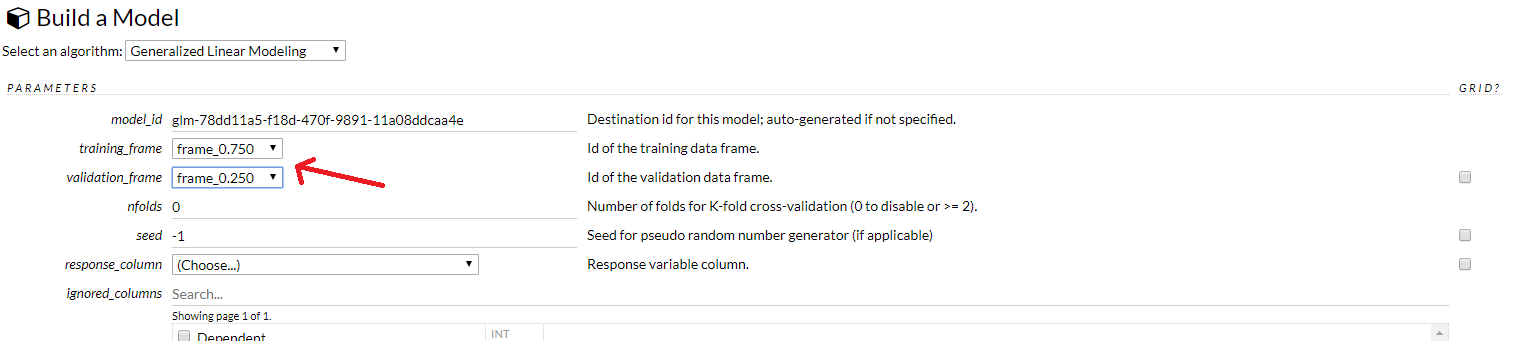 Build a Model
Select an algorithm: Generalized Linear Modeling
PARAMETERS GRID?
model_id glm-78dd11a5-f18d-470f-9891-11a08ddcaa4e Destination id for this model; auto-generated if not specified.
training_frame frame_0.750 Id of the training data frame.
validation_frame frame_0.250 Id of the validation data frame.
nfolds 0 Number of folds for K-fold cross-validation (0 to disable or >= 2).
seed -1 Seed for pseudo random number generator (if applicable)
response_column (Choose...) Response variable column.
ignored_columns Search...
Showing page 1 of 1.
Dependent INT